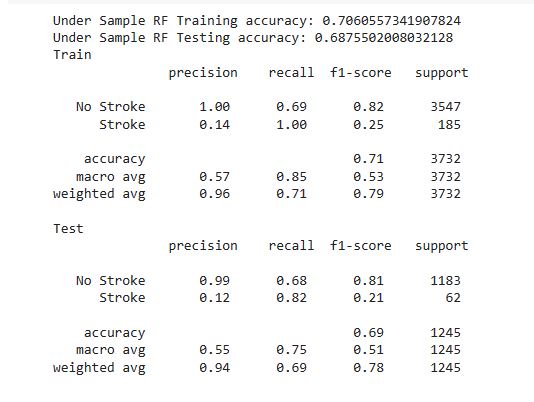 Under Sample RF Training accuracy: 0.7060557341907824
Under Sample RF Testing accuracy: 0.6875502008032128
Train
precision recall f1-score support
No Stroke 1.00 0.69 0.82 3547
Stroke 0.14 1.00 0.25 185
accuracy 0.71 3732
macro avg 0.57 0.85 0.53 3732
weighted avg 0.96 0.71 0.79 3732
Test
precision recall f1-score support
No Stroke 0.99 0.68 0.81 1183
Stroke 0.12 0.82 0.21 62
accuracy 0.69 1245
macro avg 0.55 0.75 0.51 1245
weighted avg 0.94 0.69 0.78 1245